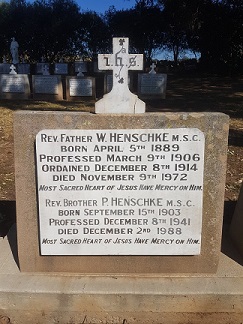 I.H.S.
REV. FATHER W. HENSCHKE M.S.C.
BORN APRIL 5TH 1889
PROFESSED MARCH 9TH 1906
ORDAINED DECEMBER 8TH 1914
DIED NOVEMBER 9TH 1972
MOST SACRED HEART OF JESUS HAVE MERCY ON HIM.
REV. BROTHER P. HENSCHKE M.S.C.
BORN SEPTEMBER 15TH 1903
PROFESSED DECEMBER 8TH 1941
DIED DECEMBER 2ND 1988
MOST SACRED HEART OF JESUS HAVE MERCY ON HIM.